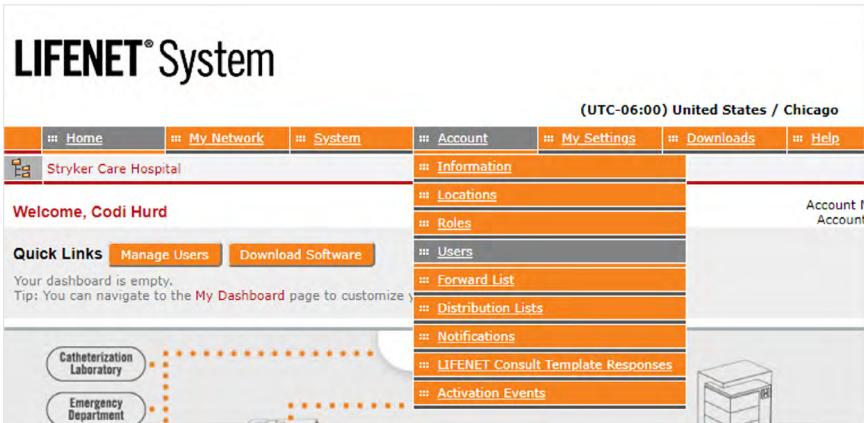 LIFENET® System
(UTC-06:00) United States / Chicago
Home My Network System Account My Settings Downloads Help
Stryker Care Hospital
Information
Locations
Roles
Users
Forward List
Distribution Lists
Notifications
LIFENET Consult Template Responses
Activation Events
Welcome, Codi Hurd
Account
Account
Quick Links Manage Users Download Software
Your dashboard is empty.
Tip: You can navigate to the My Dashboard page to customize
Catheterization
Laboratory
Emergency
Department